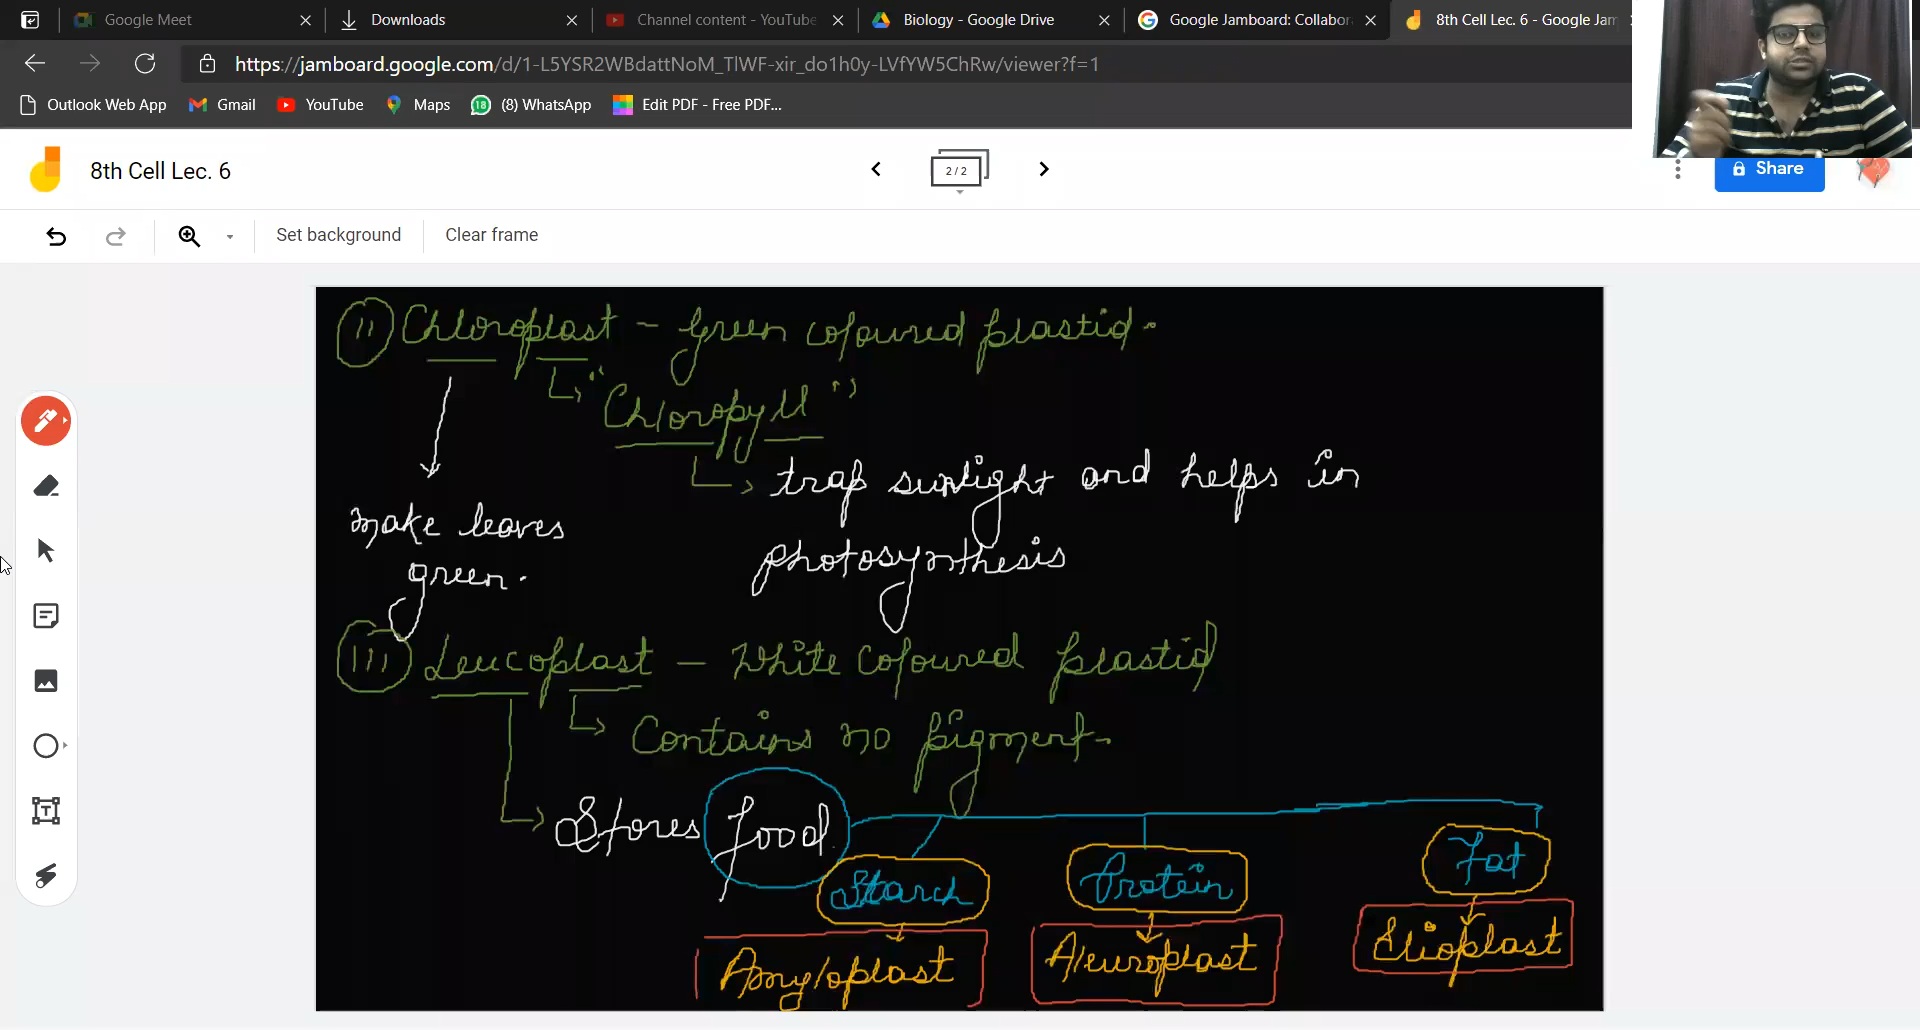 Google Meet
Downloads
Channel content - YouTube
Biology - Google Drive
Google Jamboard: Collabor
8th Cell Lec. 6 - Google Jam
https://jamboard.google.com/d/1-L5YSR2WBdattNoM_TlWF-xir_do1h0y-LVfYW5ChRw/viewer?f=1
Outlook Web App
Gmail
YouTube
Maps
18
(8) WhatsApp
Edit PDF - Free PDF...
8th Cell Lec. 6
2 / 2
Share
Set background
Clear frame
(ii) Chloroplast - Green coloured plastid.
"Chloropyll"
trap sunlight and helps in
photosynthesis
make leaves
green.
(iii) Leucoplast - White coloured plastid
Contains no pigment.
Stores food
Starch
Protein
Fat
Amyloplast
Aleuroplast
Elioplast